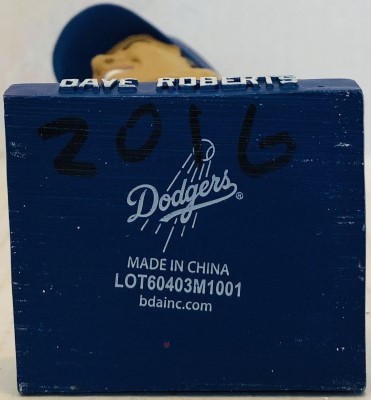 DAVE ROBERTS
2016
Dodgers®
MADE IN CHINA
LOT60403M1001
bdainc.com